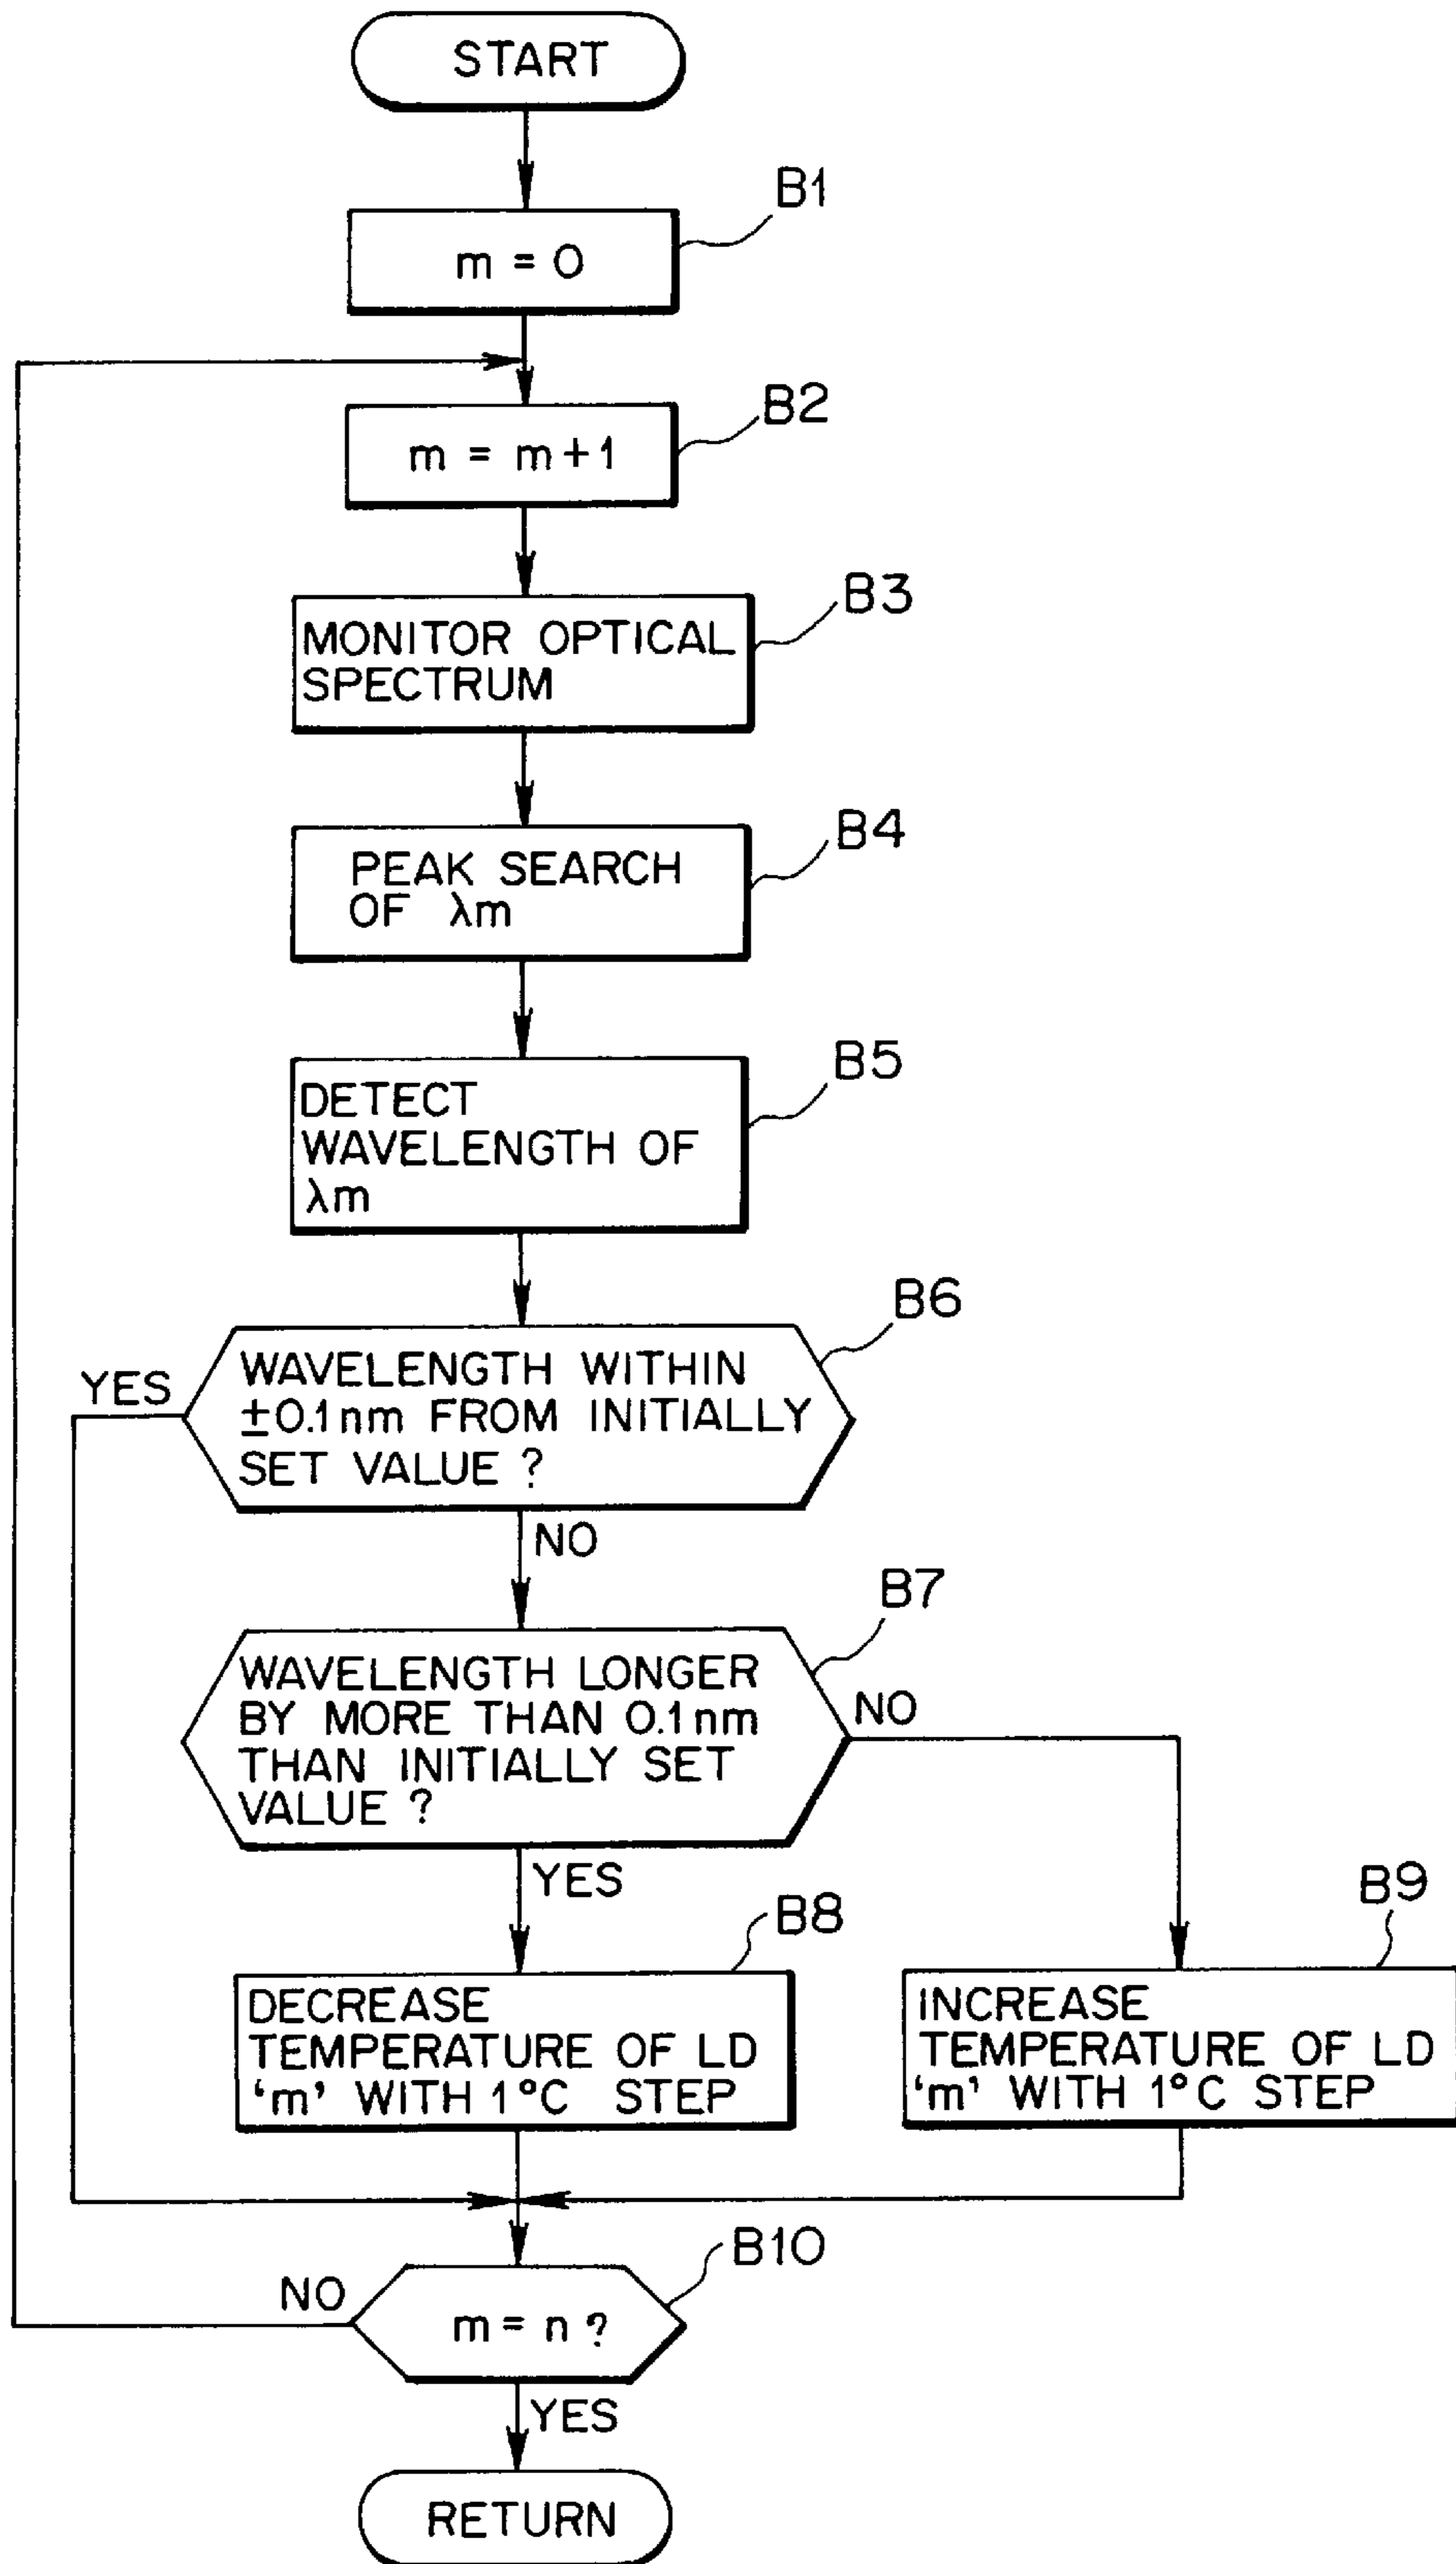 START
B1
m = 0
B2
m = m+1
B3
MONITOR OPTICAL
SPECTRUM
B4
PEAK SEARCH
OF λm
B5
DETECT
WAVELENGTH OF
λm
B6
YES
WAVELENGTH WITHIN
±0.1nm FROM INITIALLY
SET VALUE ?
NO
B7
WAVELENGTH LONGER
BY MORE THAN 0.1nm
THAN INITIALLY SET
VALUE ?
NO
YES
B8
DECREASE
TEMPERATURE OF LD
'm' WITH 1°C STEP
B9
INCREASE
TEMPERATURE OF LD
'm' WITH 1°C STEP
B10
NO
m = n ?
YES
RETURN